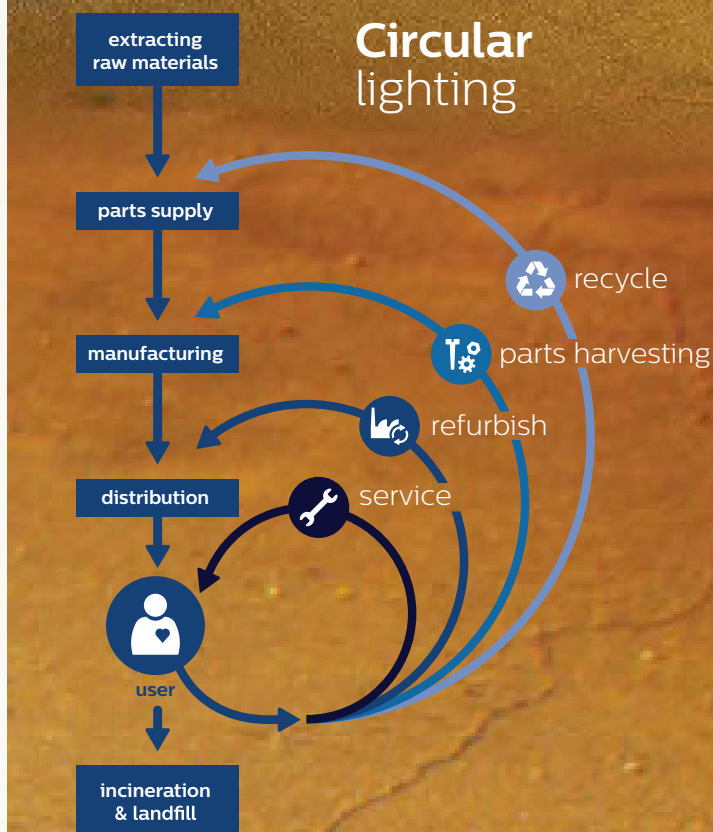 Circular
lighting
extracting
raw materials
parts supply
recycle
manufacturing
parts harvesting
refurbish
distribution
service
user
incineration
& landfill